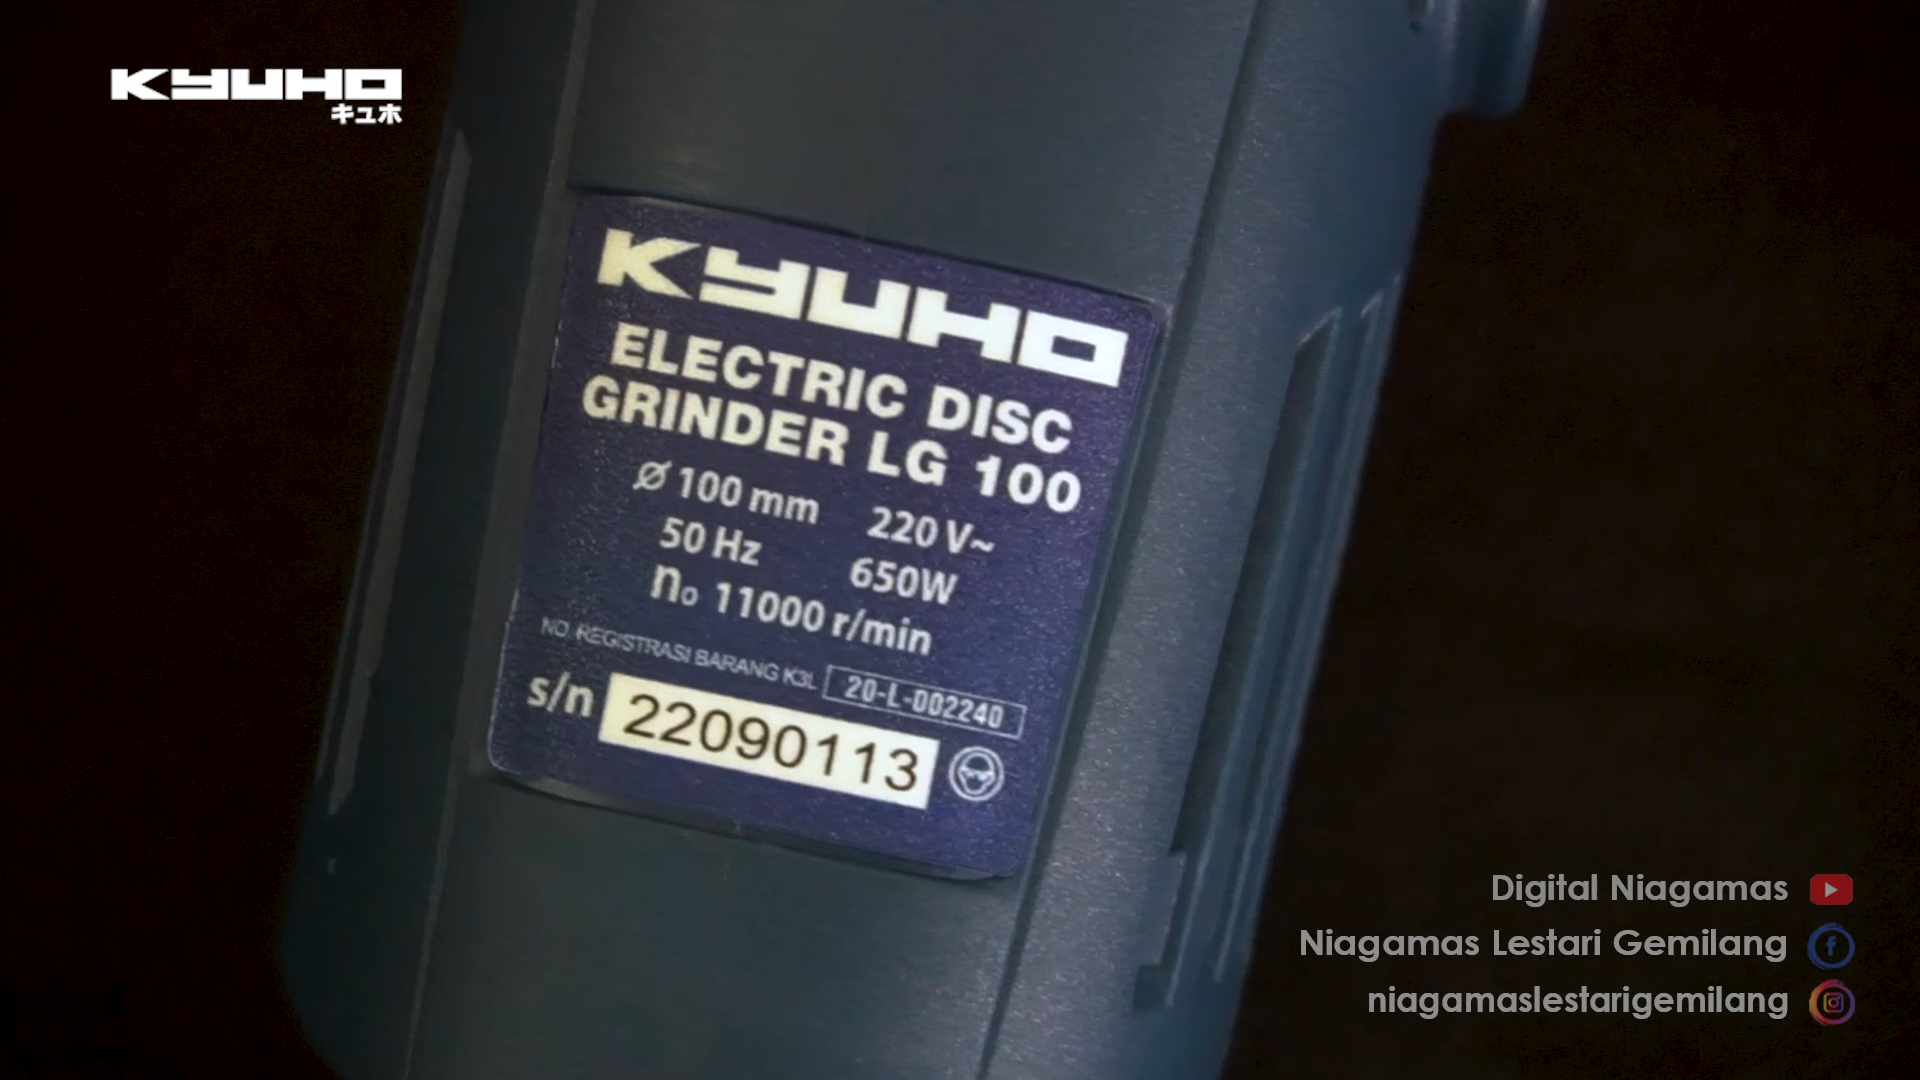 KYUHO
キュホ
KYUHO
ELECTRIC DISC
GRINDER LG 100
Ø 100 mm 220 V~
50 Hz 650W
no 11000 r/min
NO. REGISTRASI BARANG K3L 20-L-002240
s/n 22090113
Digital Niagamas
Niagamas Lestari Gemilang
niagamaslestarigemilang